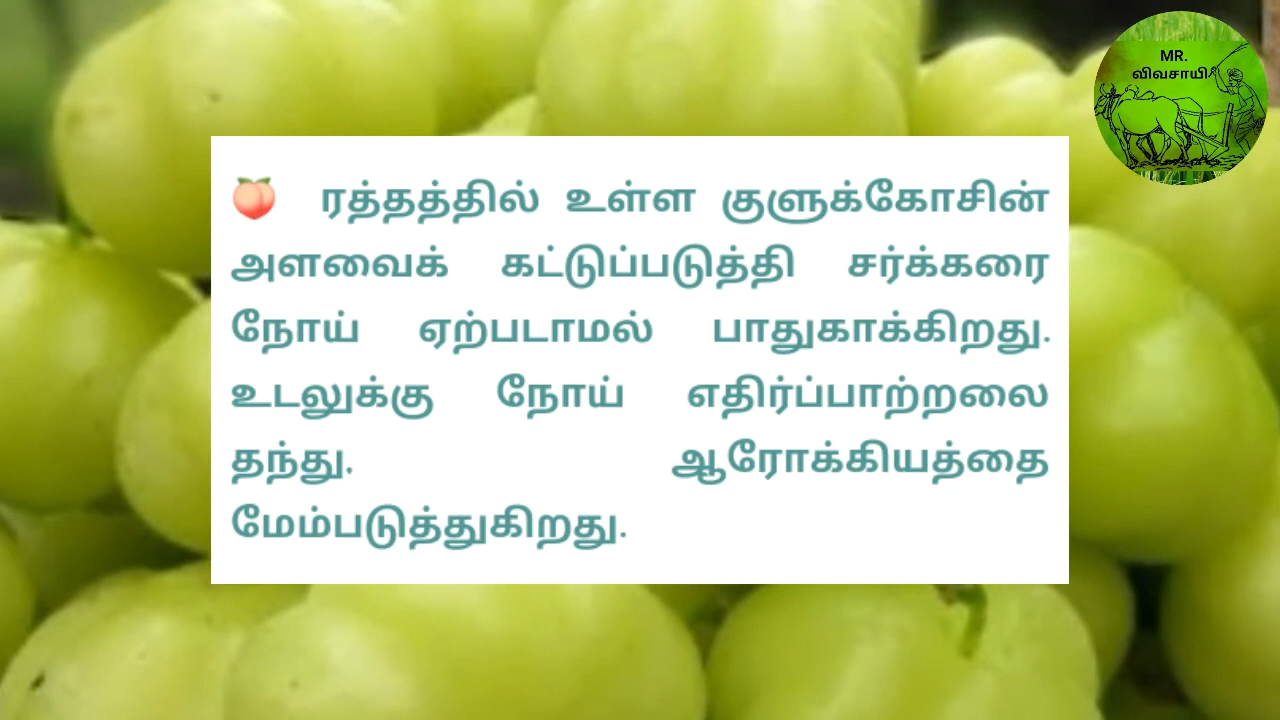 MR.
விவசாயி
🍑 ரத்தத்தில் உள்ள குளுக்கோசின்
அளவைக் கட்டுப்படுத்தி சர்க்கரை
நோய் ஏற்படாமல் பாதுகாக்கிறது.
உடலுக்கு நோய் எதிர்ப்பாற்றலை
தந்து, ஆரோக்கியத்தை
மேம்படுத்துகிறது.